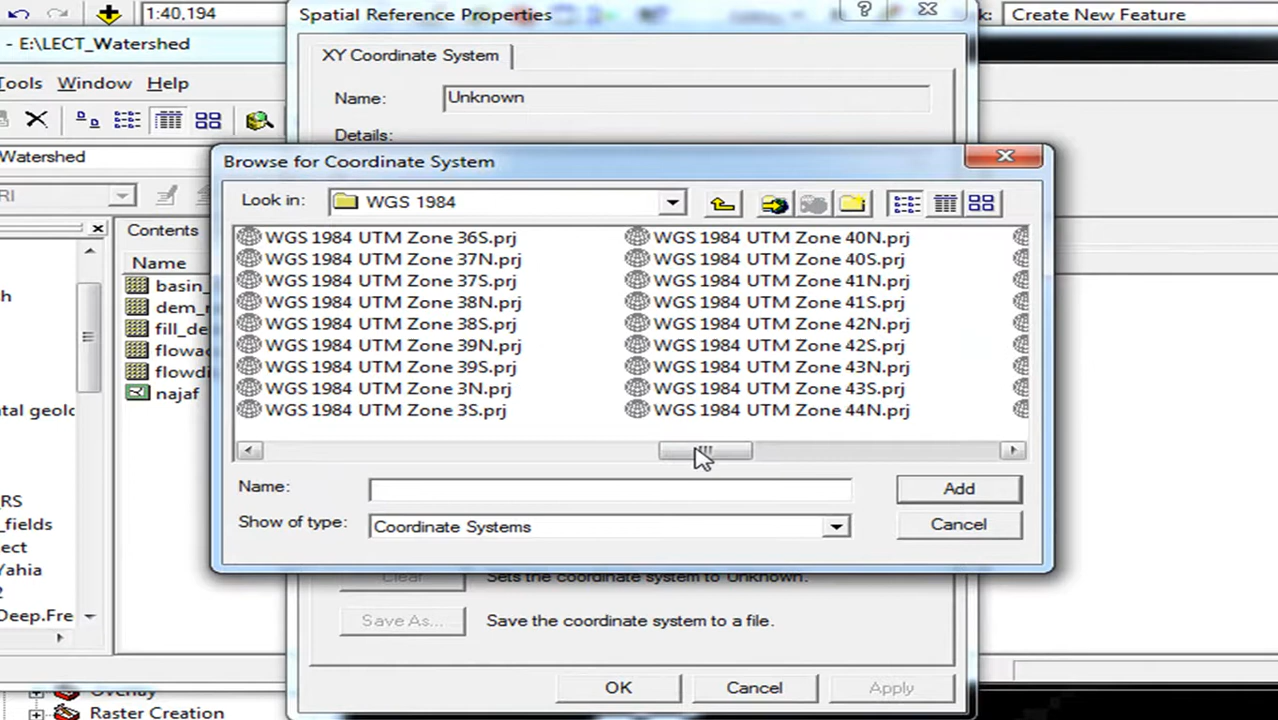 1:40,194
Spatial Reference Properties
k:
Create New Feature
- E:\LECT_Watershed
XY Coordinate System
Tools Window Help
Name: Unknown
Details:
Watershed
Browse for Coordinate System
RI
Look in: WGS 1984
Contents
Name
basin_
dem_
fill_de
flowac
flowdi
najaf
WGS 1984 UTM Zone 36S.prj
WGS 1984 UTM Zone 37N.prj
WGS 1984 UTM Zone 37S.prj
WGS 1984 UTM Zone 38N.prj
WGS 1984 UTM Zone 38S.prj
WGS 1984 UTM Zone 39N.prj
WGS 1984 UTM Zone 39S.prj
WGS 1984 UTM Zone 3N.prj
WGS 1984 UTM Zone 3S.prj
WGS 1984 UTM Zone 40N.prj
WGS 1984 UTM Zone 40S.prj
WGS 1984 UTM Zone 41N.prj
WGS 1984 UTM Zone 41S.prj
WGS 1984 UTM Zone 42N.prj
WGS 1984 UTM Zone 42S.prj
WGS 1984 UTM Zone 43N.prj
WGS 1984 UTM Zone 43S.prj
WGS 1984 UTM Zone 44N.prj
h
ntal geolo
_RS
_fields
ect
Yahia
2
Deep.Fre
Name:
Add
Show of type: Coordinate Systems
Cancel
Clear
Sets the coordinate system to Unknown.
Save As...
Save the coordinate system to a file.
OK
Cancel
Apply
Overlay
Raster Creation